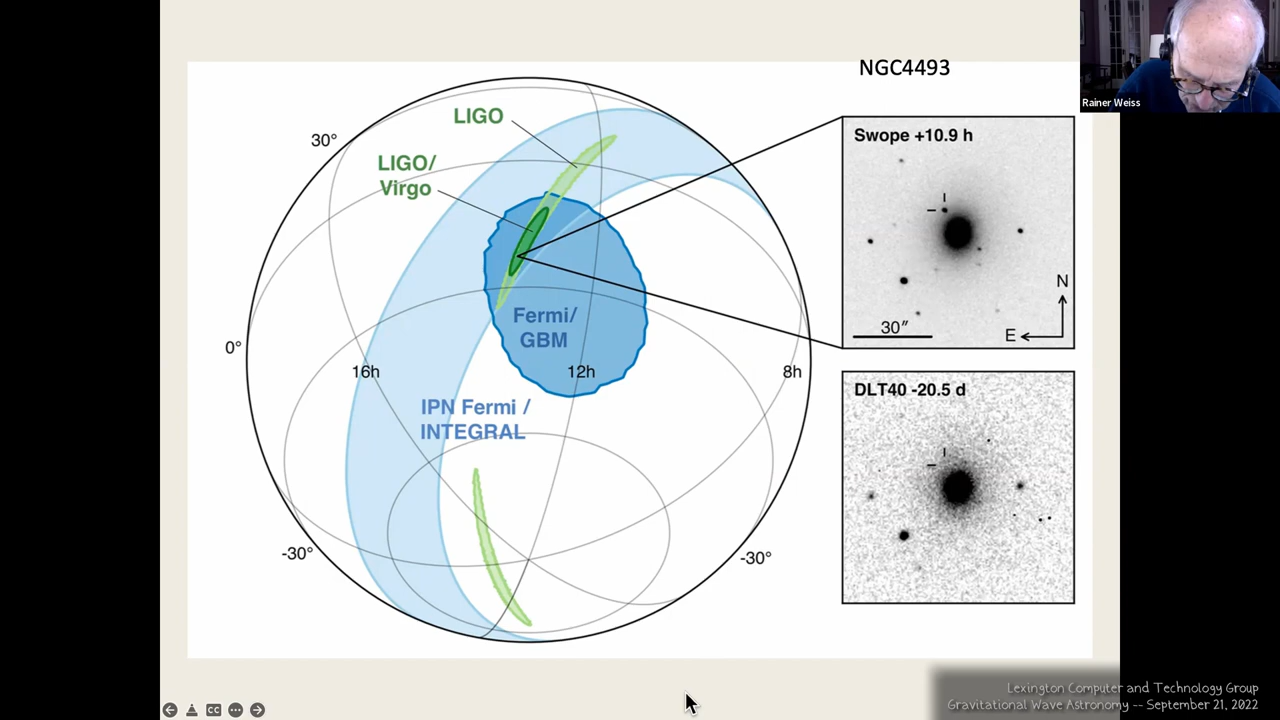 NGC4493
Rainer Weiss
LIGO
LIGO/
Virgo
30°
Swope +10.9 h
N
E
30″
Fermi/
GBM
0°
16h
12h
8h
IPN Fermi /
INTEGRAL
DLT40 -20.5 d
-30°
-30°
CC
Lexington Computer and Technology Group
Gravitational Wave Astronomy -- September 21, 2022